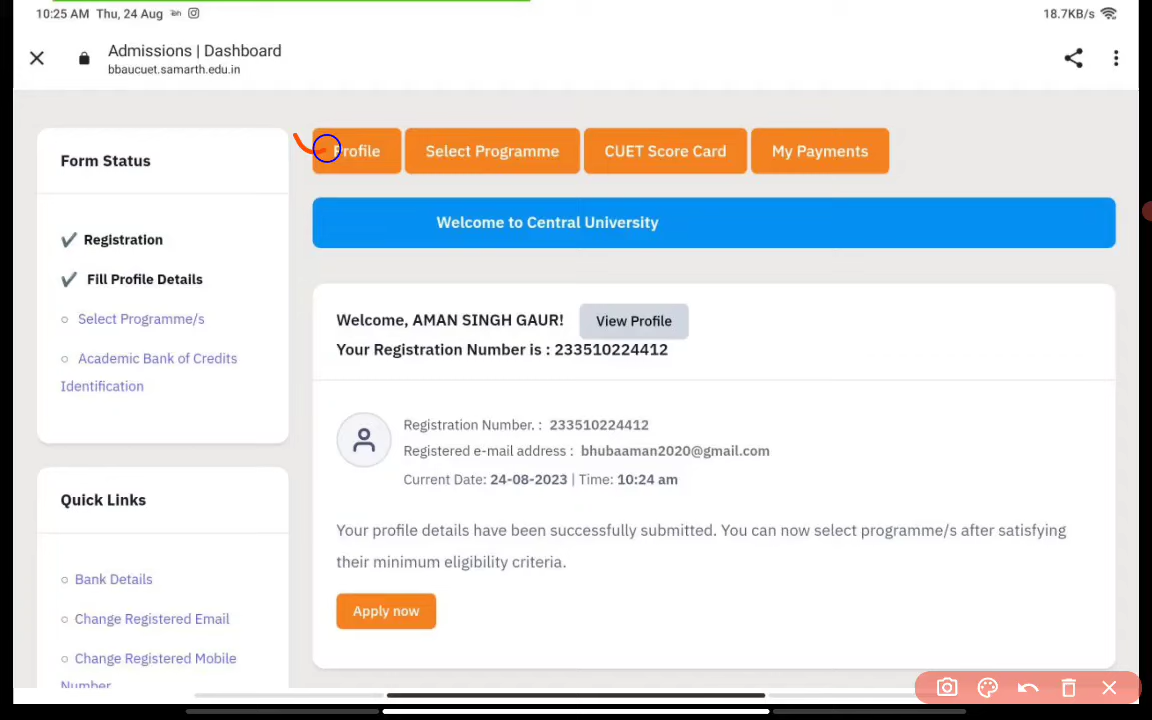 10:25 AM Thu, 24 Aug
18.7KB/s
Admissions | Dashboard
bbaucuet.samarth.edu.in
Form Status
✔ Registration
✔ Fill Profile Details
○ Select Programme/s
○ Academic Bank of Credits
Identification
Quick Links
○ Bank Details
○ Change Registered Email
○ Change Registered Mobile
Number
Profile
Select Programme
CUET Score Card
My Payments
Welcome to Central University
Welcome, AMAN SINGH GAUR!
View Profile
Your Registration Number is : 233510224412
Registration Number. : 233510224412
Registered e-mail address : bhubaaman2020@gmail.com
Current Date: 24-08-2023 | Time: 10:24 am
Your profile details have been successfully submitted. You can now select programme/s after satisfying
their minimum eligibility criteria.
Apply now